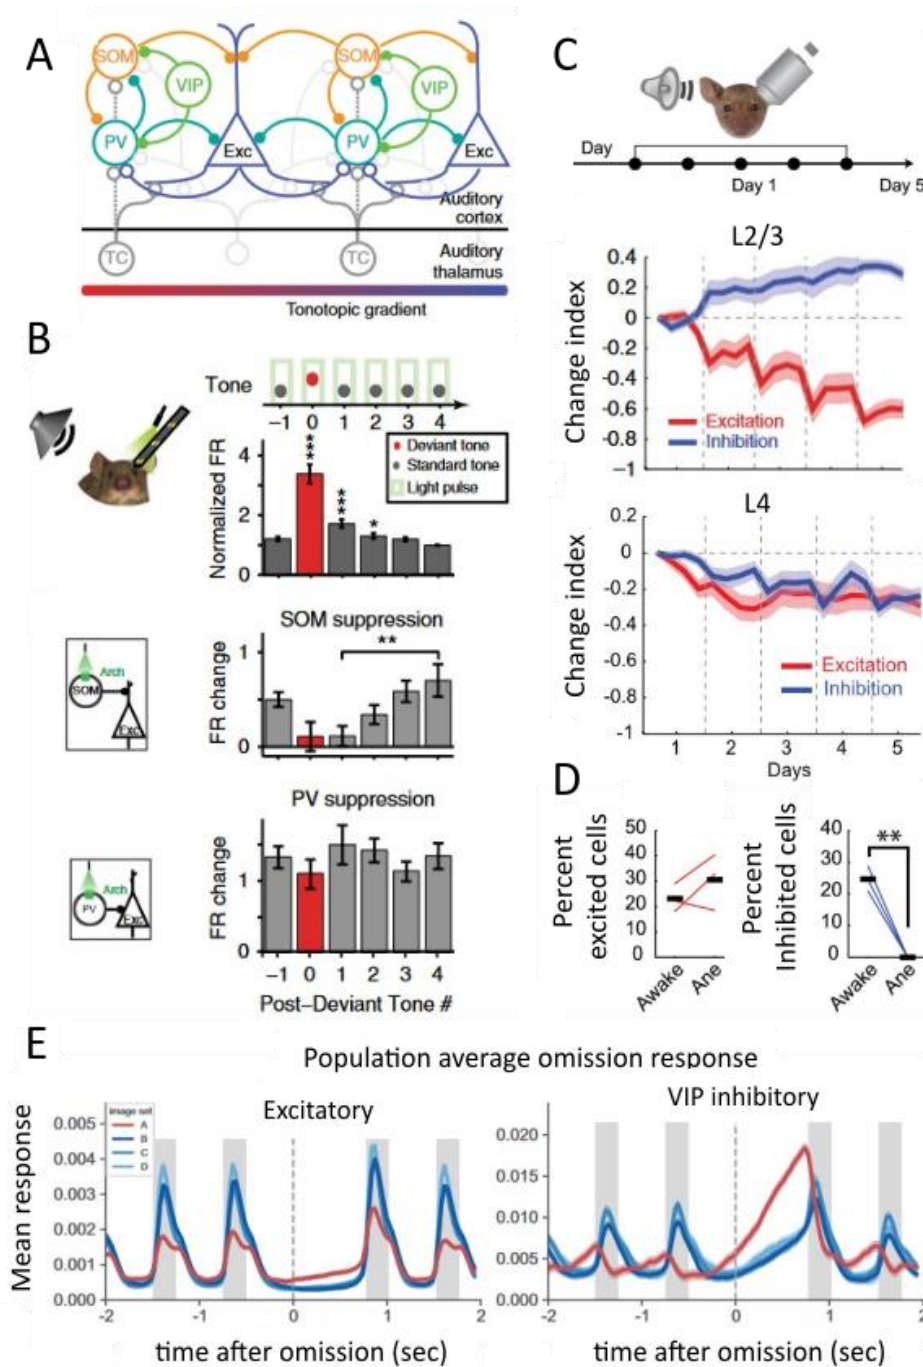 A
SOM
VIP
PV
Exc
SOM
VIP
PV
Exc
Auditory
cortex
TC
TC
Auditory
thalamus
Tonotopic gradient
B
Tone
−1 0 1 2 3 4
Deviant tone
Standard tone
Light pulse
Normalized FR
4
2
0
***
***
*
SOM suppression
Arch
SOM
Exc
FR change
1
0
**
PV suppression
Arch
PV
Exc
FR change
1
0
−1 0 1 2 3 4
Post−Deviant Tone #
C
Day
Day 1
Day 5
L2/3
Change index
0.4
0.2
0
-0.2
-0.4
-0.6
-0.8
−1
Excitation
Inhibition
L4
Change index
0.2
0
-0.2
-0.4
-0.6
-0.8
-1
Excitation
Inhibition
1 2 3 4 5
Days
D
Percent
excited cells
50
40
30
20
10
0
Awake
Ane
Percent
Inhibited cells
40
30
20
10
0
**
Awake
Ane
E
Population average omission response
Excitatory
Mean response
0.005
0.004
0.003
0.002
0.001
0.000
image set
A
B
C
D
-2 -1 0 1 2
time after omission (sec)
VIP inhibitory
0.020
0.015
0.010
0.005
0.000
-2 -1 0 1 2
time after omission (sec)